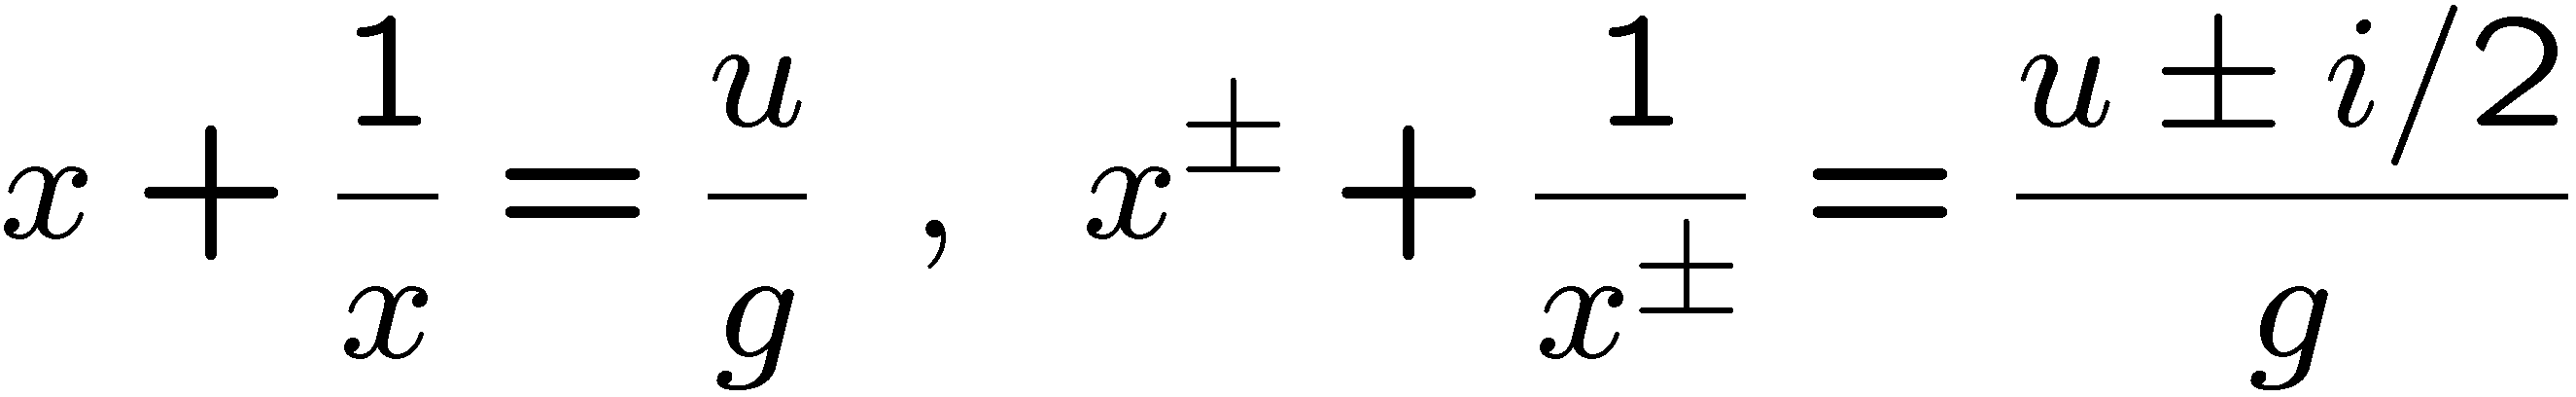 x + \frac{1}{x} = \frac{u}{g} , x^{\pm} + \frac{1}{x^{\pm}} = \frac{u \pm i/2}{g}